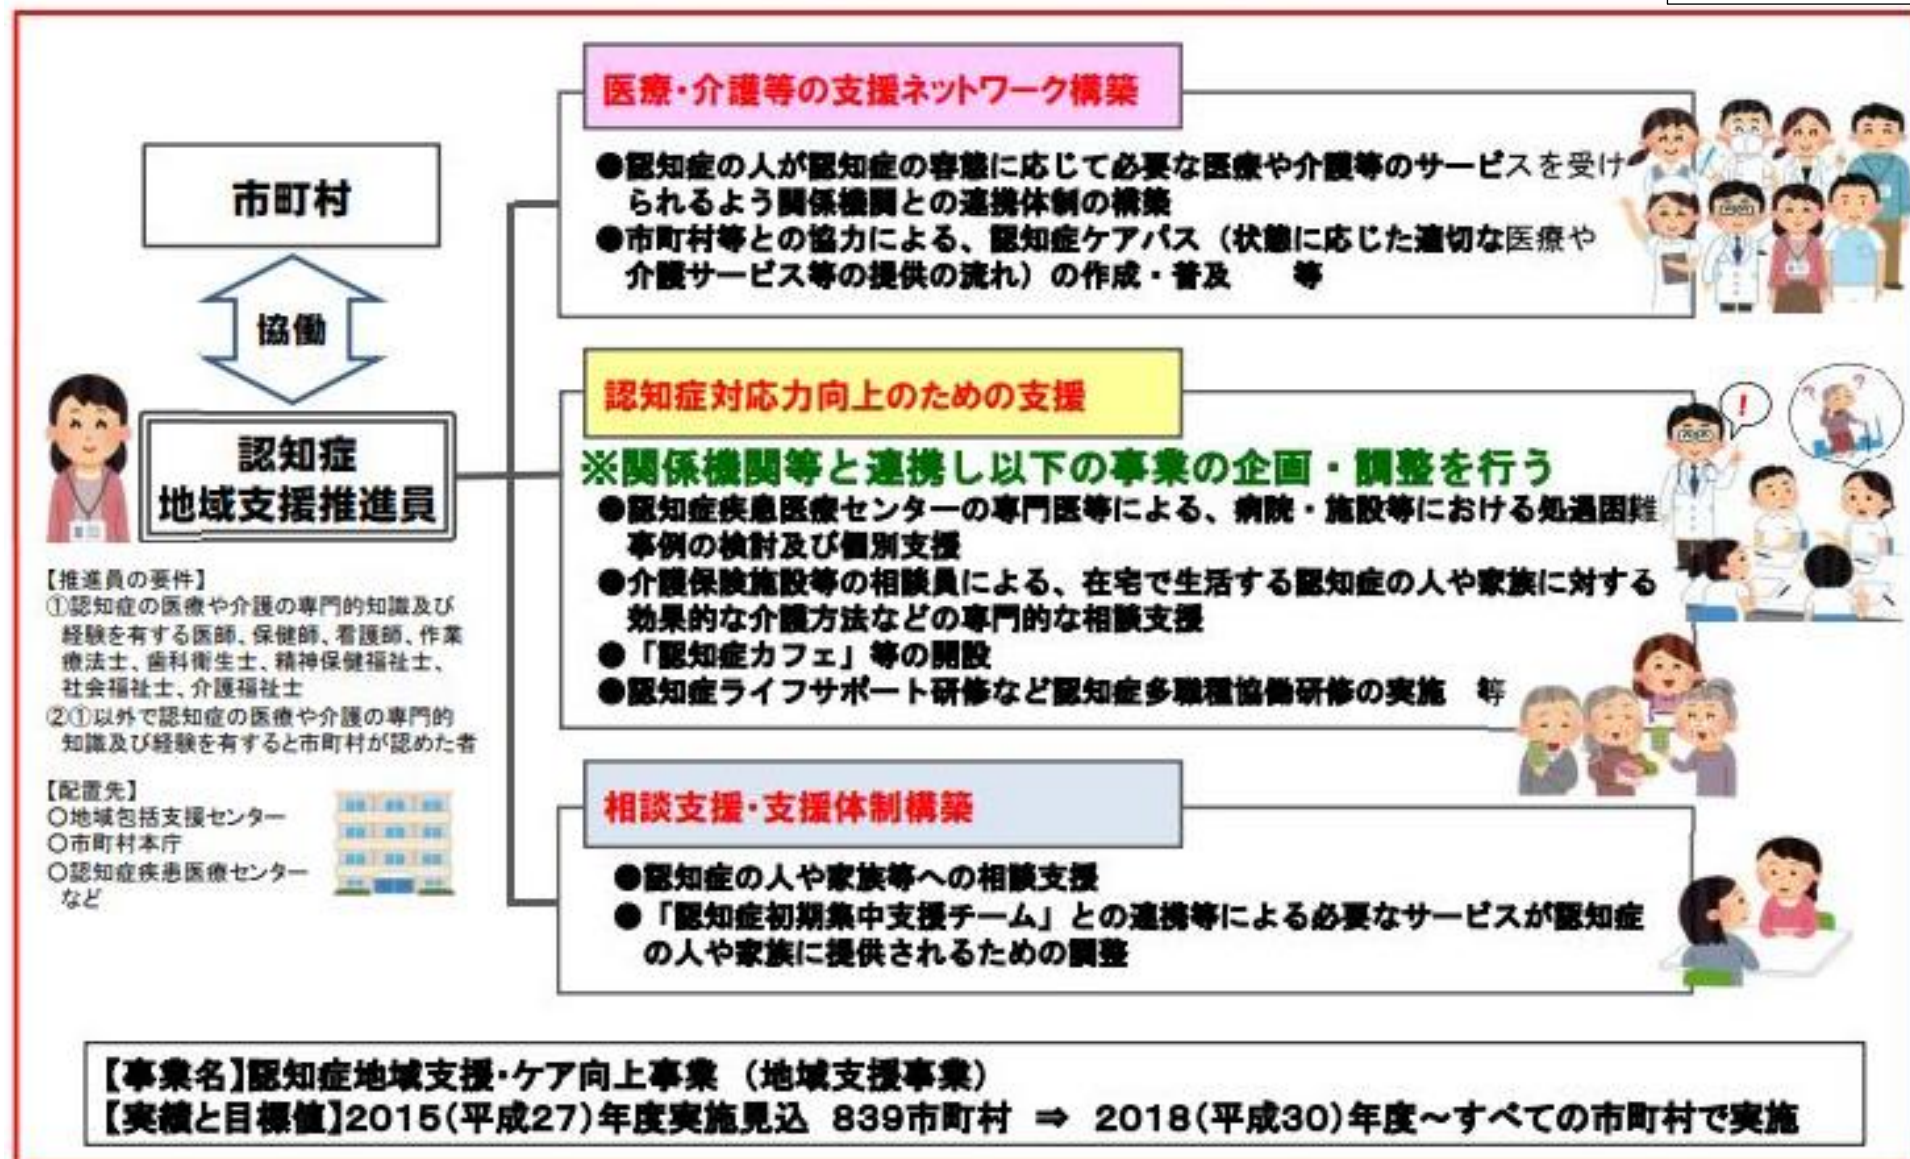 市町村
協働
認知症
地域支援推進員
【推進員の要件】
①認知症の医療や介護の専門的知識及び
経験を有する医師、保健師、看護師、作業
療法士、歯科衛生士、精神保健福祉士、
社会福祉士、介護福祉士
②①以外で認知症の医療や介護の専門的
知識及び経験を有すると市町村が認めた者
【配置先】
○地域包括支援センター
○市町村本庁
○認知症疾患医療センター
など
医療・介護等の支援ネットワーク構築
●認知症の人が認知症の容態に応じて必要な医療や介護等のサービスを受け
られるよう関係機関との連携体制の構築
●市町村等との協力による、認知症ケアパス（状態に応じた適切な医療や
介護サービス等の提供の流れ）の作成・普及　　等
認知症対応力向上のための支援
※関係機関等と連携し以下の事業の企画・調整を行う
●認知症疾患医療センターの専門医等による、病院・施設等における処遇困難
事例の検討及び個別支援
●介護保険施設等の相談員による、在宅で生活する認知症の人や家族に対する
効果的な介護方法などの専門的な相談支援
●「認知症カフェ」等の開設
●認知症ライフサポート研修など認知症多職種協働研修の実施　等
!
? ?
相談支援・支援体制構築
●認知症の人や家族等への相談支援
●「認知症初期集中支援チーム」との連携等による必要なサービスが認知症
の人や家族に提供されるための調整
【事業名】認知症地域支援・ケア向上事業 （地域支援事業）
【実績と目標値】2015（平成27）年度実施見込 839市町村 ⇒ 2018（平成30）年度～すべての市町村で実施